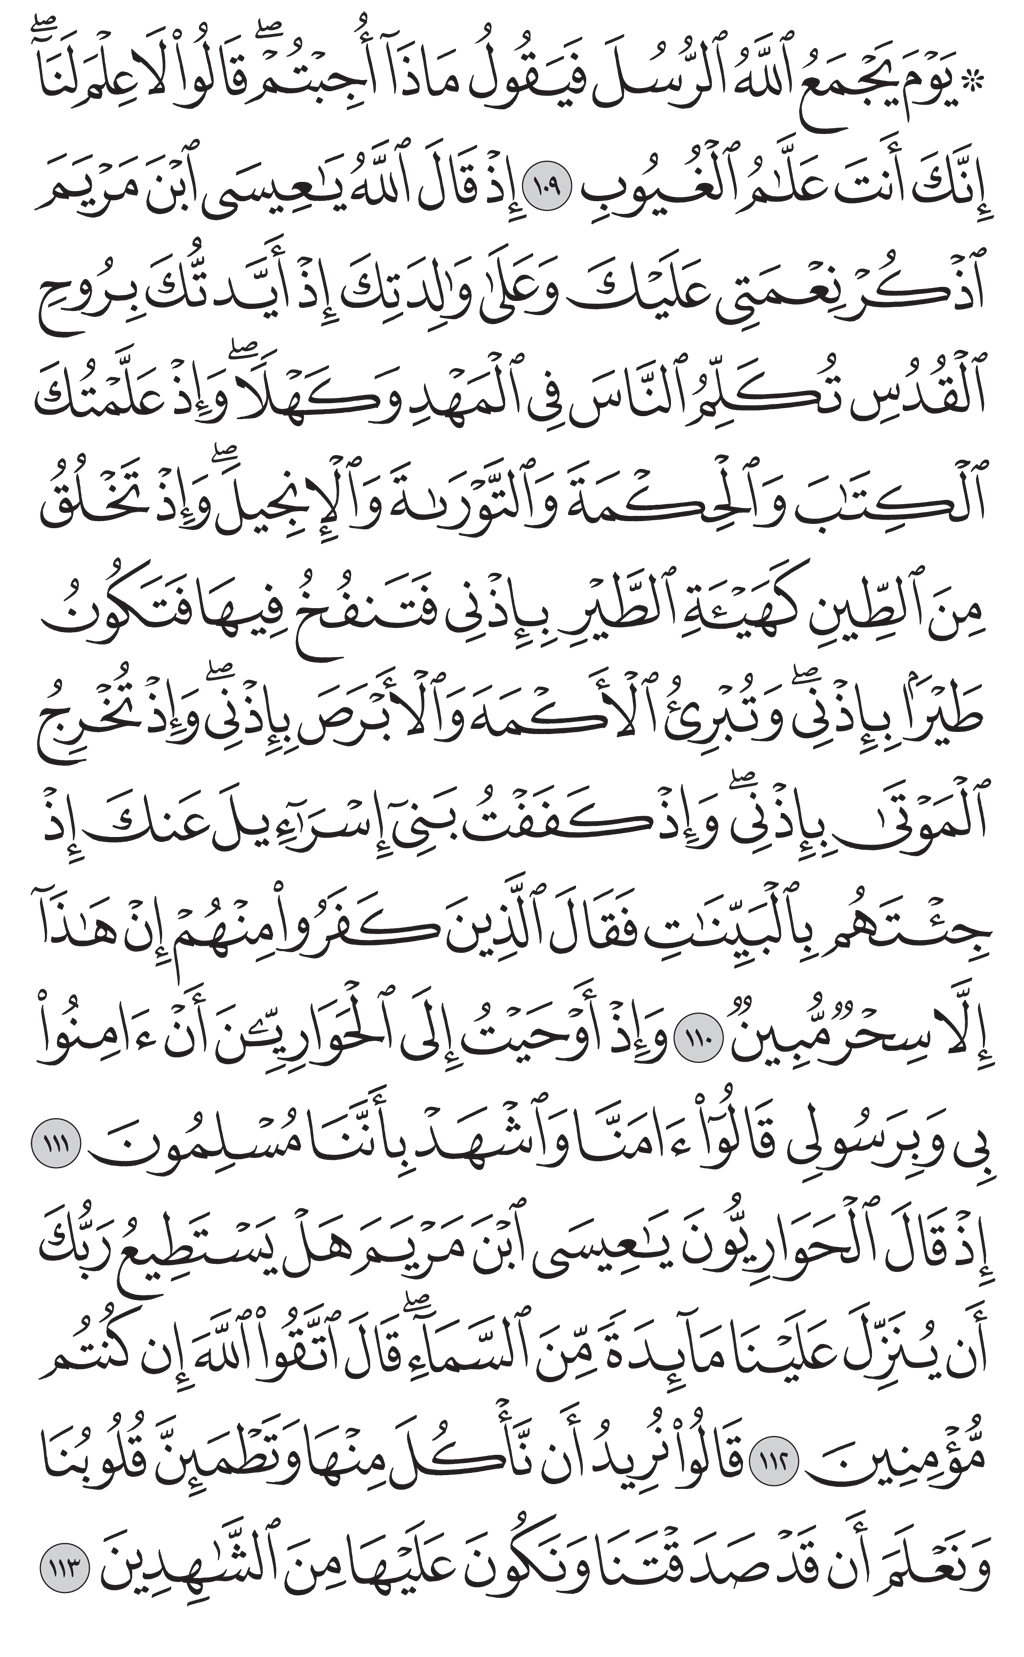 ۞ يَوْمَ يَجْمَعُ ٱللَّهُ ٱلرُّسُلَ فَيَقُولُ مَاذَآ أُجِبْتُمْۖ قَالُوا۟ لَا عِلْمَ لَنَآۖ
إِنَّكَ أَنتَ عَلَّٰمُ ٱلْغُيُوبِ ١٠٩ إِذْ قَالَ ٱللَّهُ يَٰعِيسَى ٱبْنَ مَرْيَمَ
ٱذْكُرْ نِعْمَتِى عَلَيْكَ وَعَلَىٰ وَٰلِدَتِكَ إِذْ أَيَّدتُّكَ بِرُوحِ
ٱلْقُدُسِ تُكَلِّمُ ٱلنَّاسَ فِى ٱلْمَهْدِ وَكَهْلًاۖ وَإِذْ عَلَّمْتُكَ
ٱلْكِتَٰبَ وَٱلْحِكْمَةَ وَٱلتَّوْرَىٰةَ وَٱلْإِنجِيلَۖ وَإِذْ تَخْلُقُ
مِنَ ٱلطِّينِ كَهَيْـَٔةِ ٱلطَّيْرِ بِإِذْنِى فَتَنفُخُ فِيهَا فَتَكُونُ
طَيْرًۢا بِإِذْنِىۖ وَتُبْرِئُ ٱلْأَكْمَهَ وَٱلْأَبْرَصَ بِإِذْنِىۖ وَإِذْ تُخْرِجُ
ٱلْمَوْتَىٰ بِإِذْنِىۖ وَإِذْ كَفَفْتُ بَنِىٓ إِسْرَٰٓءِيلَ عَنكَ إِذْ
جِئْتَهُم بِٱلْبَيِّنَٰتِ فَقَالَ ٱلَّذِينَ كَفَرُوا۟ مِنْهُمْ إِنْ هَٰذَآ
إِلَّا سِحْرٌ مُّبِينٌ ١١٠ وَإِذْ أَوْحَيْتُ إِلَى ٱلْحَوَارِيِّۦنَ أَنْ ءَامِنُوا۟
بِى وَبِرَسُولِى قَالُوٓا۟ ءَامَنَّا وَٱشْهَدْ بِأَنَّنَا مُسْلِمُونَ ١١١
إِذْ قَالَ ٱلْحَوَارِيُّونَ يَٰعِيسَى ٱبْنَ مَرْيَمَ هَلْ يَسْتَطِيعُ رَبُّكَ
أَن يُنَزِّلَ عَلَيْنَا مَآئِدَةً مِّنَ ٱلسَّمَآءِۖ قَالَ ٱتَّقُوا۟ ٱللَّهَ إِن كُنتُم
مُّؤْمِنِينَ ١١٢ قَالُوا۟ نُرِيدُ أَن نَّأْكُلَ مِنْهَا وَتَطْمَئِنَّ قُلُوبُنَا
وَنَعْلَمَ أَن قَدْ صَدَقْتَنَا وَنَكُونَ عَلَيْهَا مِنَ ٱلشَّٰهِدِينَ ١١٣